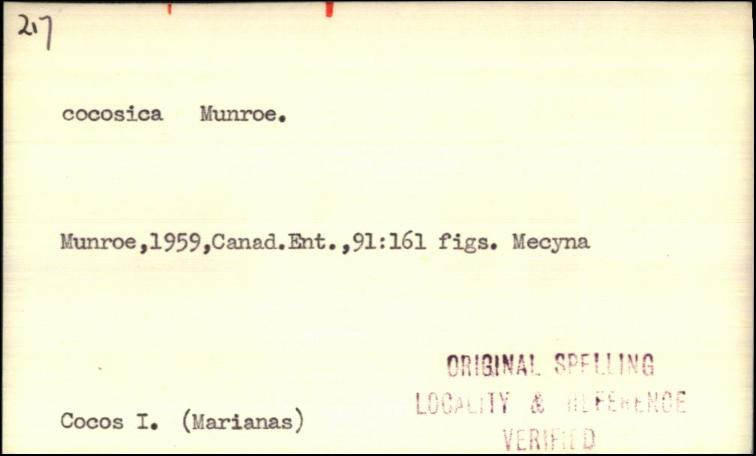 217
cocosica Munroe.
Munroe,1959,Canad.Ent.,91:161 figs. Mecyna
ORIGINAL SPELLING
LOCALITY & REFERENCE
VERIFIED
Cocos I. (Marianas)